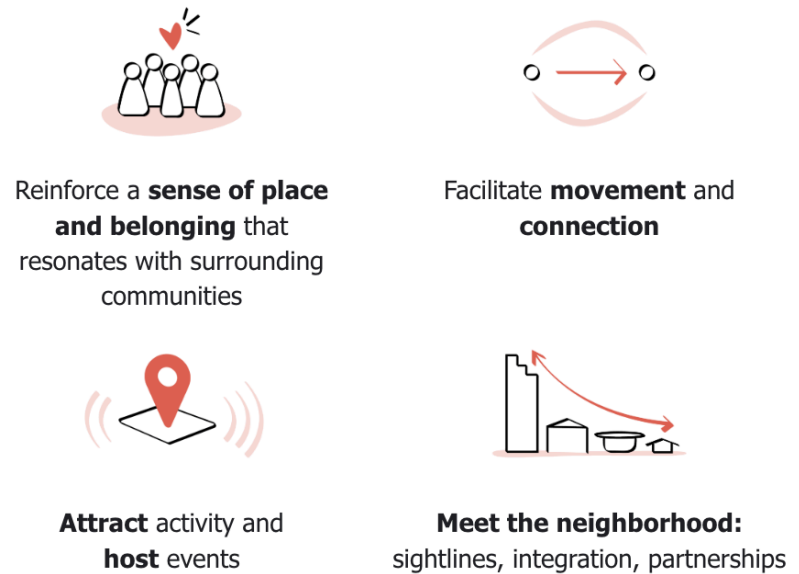 Reinforce a sense of place
and belonging that
resonates with surrounding
communities
Facilitate movement and
connection
Attract activity and
host events
Meet the neighborhood:
sightlines, integration, partnerships